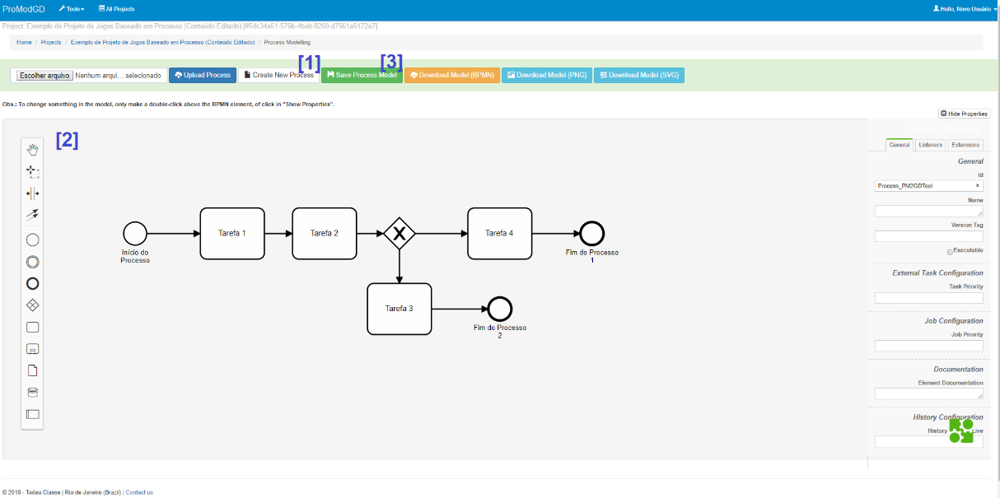 ProModGD Tools All Projects Hello, Novo Usuário
Project: Exemplo de Projeto de Jogos Baseado em Processo (Conteúdo Editado) [#5dc34a51-576b-4bab-9260-d7561a6172e7]
Home / Projects / Exemplo de Projeto de Jogos Baseado em Processo (Conteúdo Editado) / Process Modelling
[1] [3]
Escolher arquivo Nenhum arqui... selecionado Upload Process Create New Process Save Process Model Download Model (BPMN) Download Model (PNG) Download Model (SVG)
Obs.: To change something in the model, only make a double-click above the BPMN element, of click in "Show Properties".
Hide Properties
[2]
General Listeners Extensions
General
Id
Process_PM2GDTool ×
Name
Version Tag
Executable
External Task Configuration
Task Priority
Job Configuration
Job Priority
Documentation
Element Documentation
History Configuration
History Live
Tarefa 1
Tarefa 2
Tarefa 4
Início do
Processo
Fim do Processo
1
Tarefa 3
Fim do Processo
2
© 2018 - Tadeu Classe | Rio de Janeiro (Brazil) | Contact us